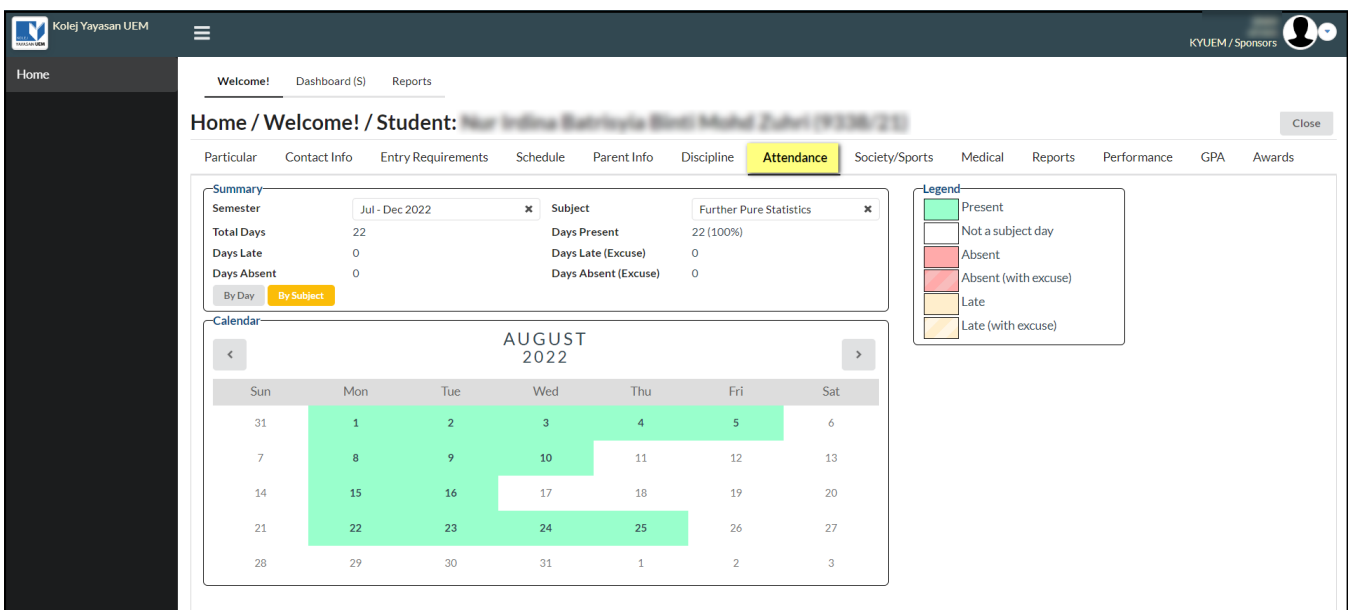 Kolej Yayasan UEM
KYUEM / Sponsors
Home
Welcome! Dashboard (S) Reports
Home / Welcome! / Student:
Close
Particular Contact Info Entry Requirements Schedule Parent Info Discipline Attendance Society/Sports Medical Reports Performance GPA Awards
Summary
Semester Jul - Dec 2022 Subject Further Pure Statistics
Total Days 22 Days Present 22 (100%)
Days Late 0 Days Late (Excuse) 0
Days Absent 0 Days Absent (Excuse) 0
By Day By Subject
Legend
Present
Not a subject day
Absent
Absent (with excuse)
Late
Late (with excuse)
Calendar
AUGUST
2022
Sun Mon Tue Wed Thu Fri Sat
31 1 2 3 4 5 6
7 8 9 10 11 12 13
14 15 16 17 18 19 20
21 22 23 24 25 26 27
28 29 30 31 1 2 3